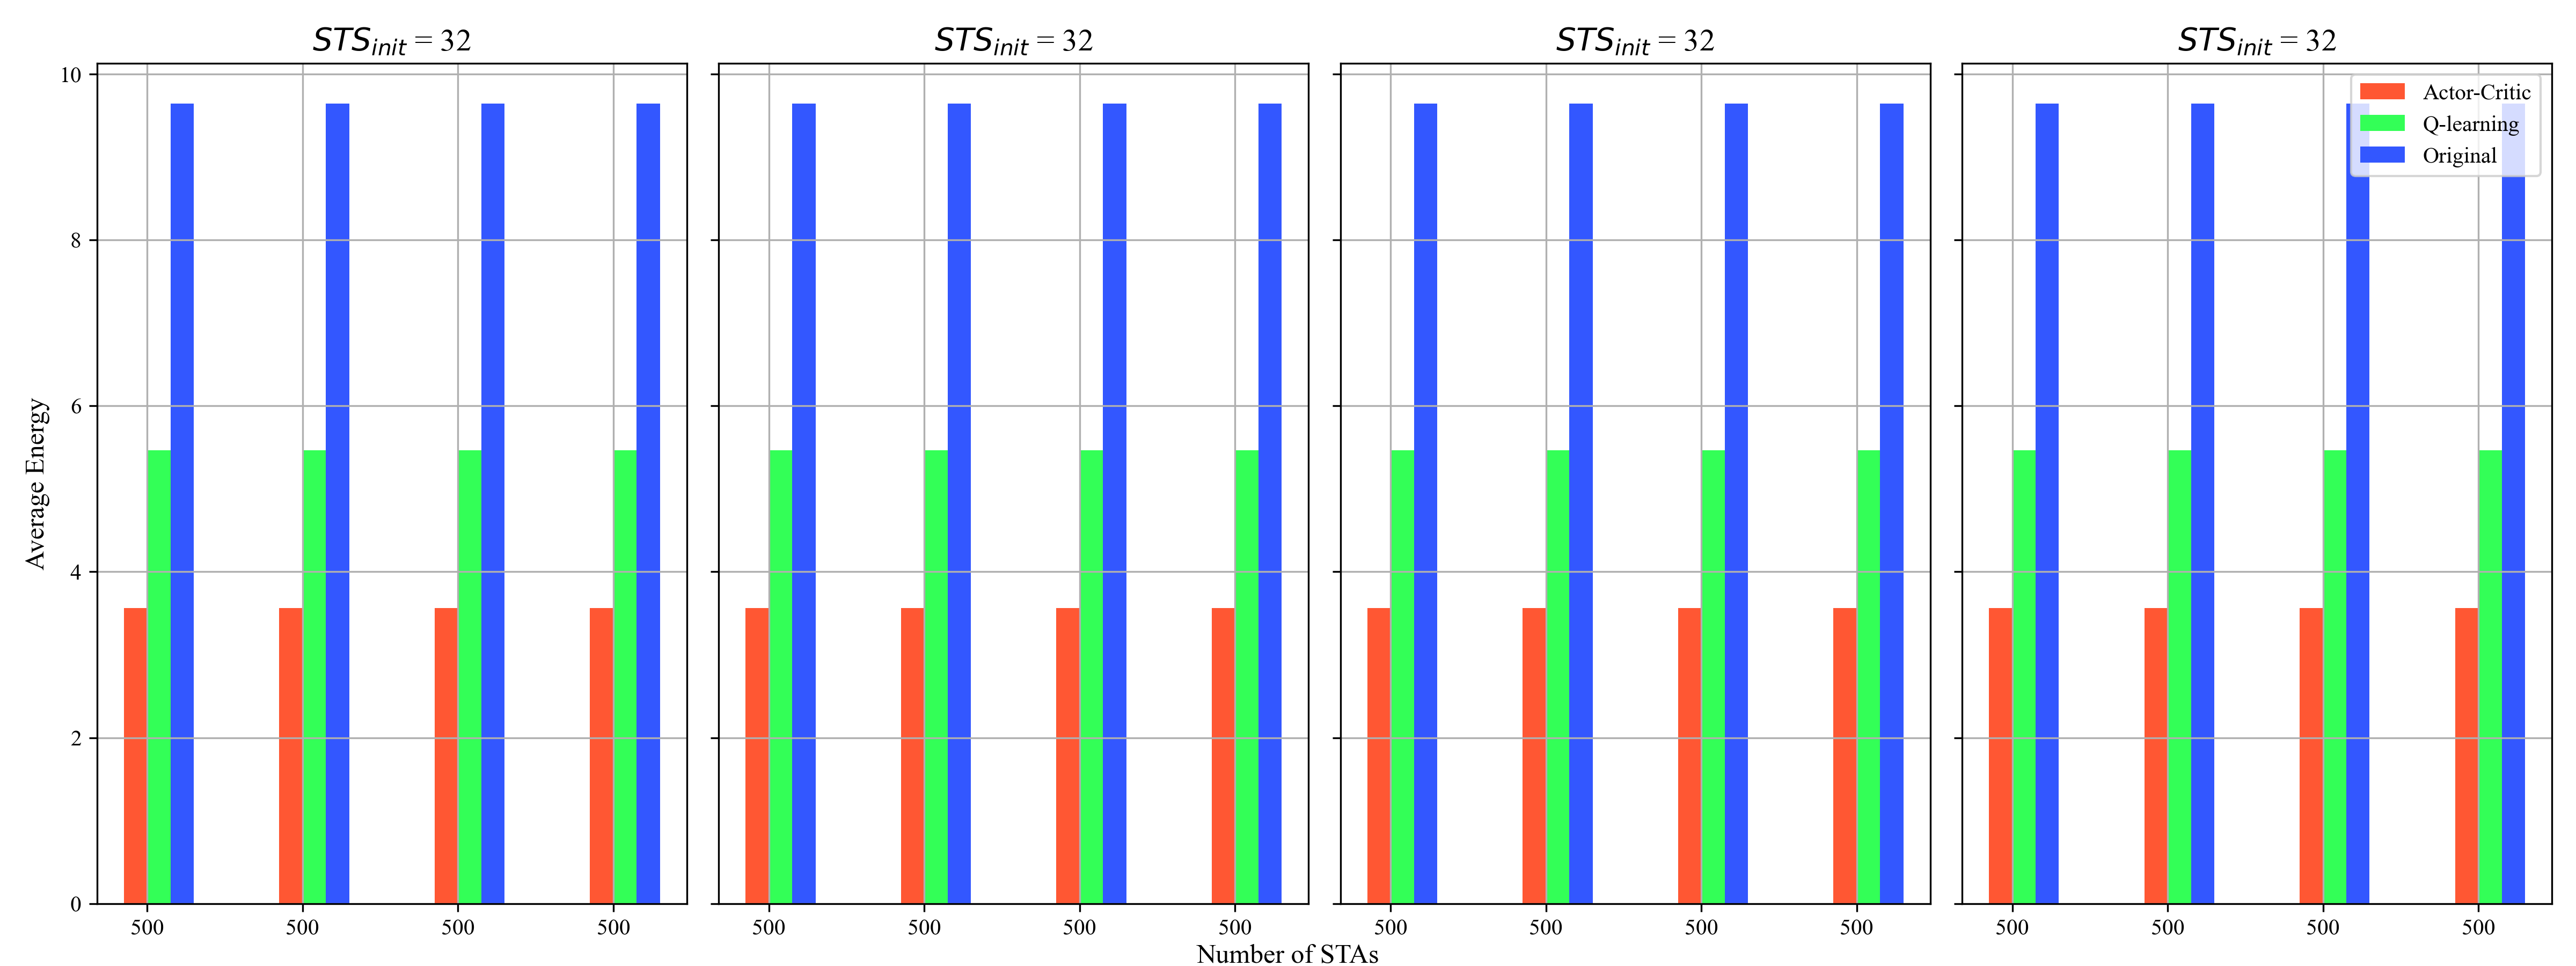 STS_init = 32 STS_init = 32 STS_init = 32 STS_init = 32
Actor-Critic
Q-learning
Original
Average Energy
10
8
6
4
2
0
500 500 500 500 500 500 500 500 500 500 500 500 500 500 500 500
Number of STAs